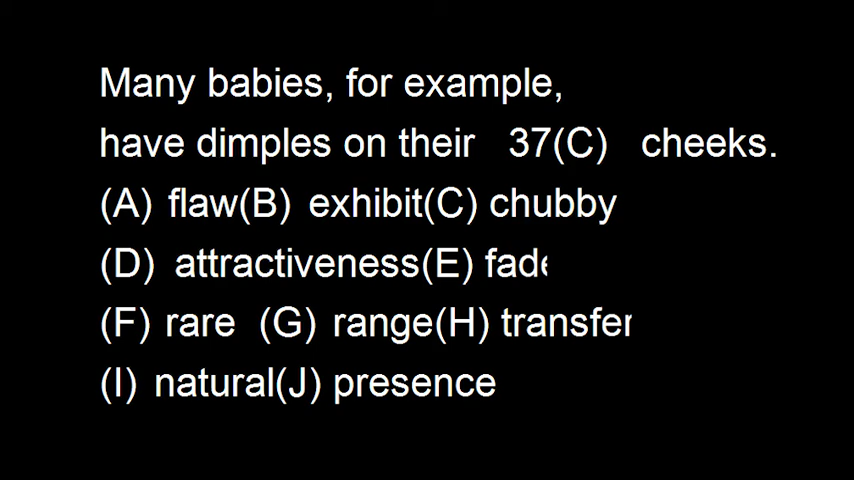 Many babies, for example,
have dimples on their 37(C) cheeks.
(A) flaw(B) exhibit(C) chubby
(D) attractiveness(E) fade
(F) rare (G) range(H) transfer
(I) natural(J) presence